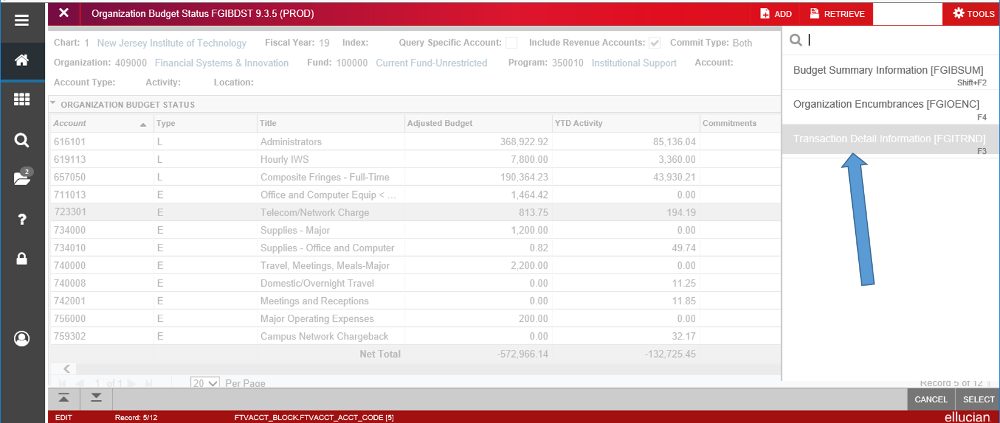 Organization Budget Status FGIBDST 9.3.5 (PROD) ADD RETRIEVE TOOLS
Chart: 1 New Jersey Institute of Technology Fiscal Year: 19 Index: Query Specific Account: Include Revenue Accounts: Commit Type: Both
Organization: 409000 Financial Systems & Innovation Fund: 100000 Current Fund-Unrestricted Program: 350010 Institutional Support Account:
Account Type: Activity: Location:
Budget Summary Information [FGIBSUM]
Shift+F2
Organization Encumbrances [FGIOENC]
F4
Transaction Detail Information [FGITRND]
F3
ORGANIZATION BUDGET STATUS
Account Type Title Adjusted Budget YTD Activity Commitments
616101 L Administrators 368,922.92 85,136.04
619113 L Hourly IWS 7,800.00 3,360.00
657050 L Composite Fringes - Full-Time 190,364.23 43,930.21
711013 E Office and Computer Equip < ... 1,464.42 0.00
723301 E Telecom/Network Charge 813.75 194.19
734000 E Supplies - Major 1,200.00 0.00
734010 E Supplies - Office and Computer 0.82 49.74
740000 E Travel, Meetings, Meals-Major 2,200.00 0.00
740008 E Domestic/Overnight Travel 0.00 11.25
742001 E Meetings and Receptions 0.00 11.85
756000 E Major Operating Expenses 200.00 0.00
759302 E Campus Network Chargeback 0.00 32.17
Net Total -572,966.14 -132,725.45
1 of 1 20 Per Page Record 5 of 12
2
?
CANCEL SELECT
EDIT Record: 5/12 FTVACCT_BLOCK.FTVACCT_ACCT_CODE [5] ellucian